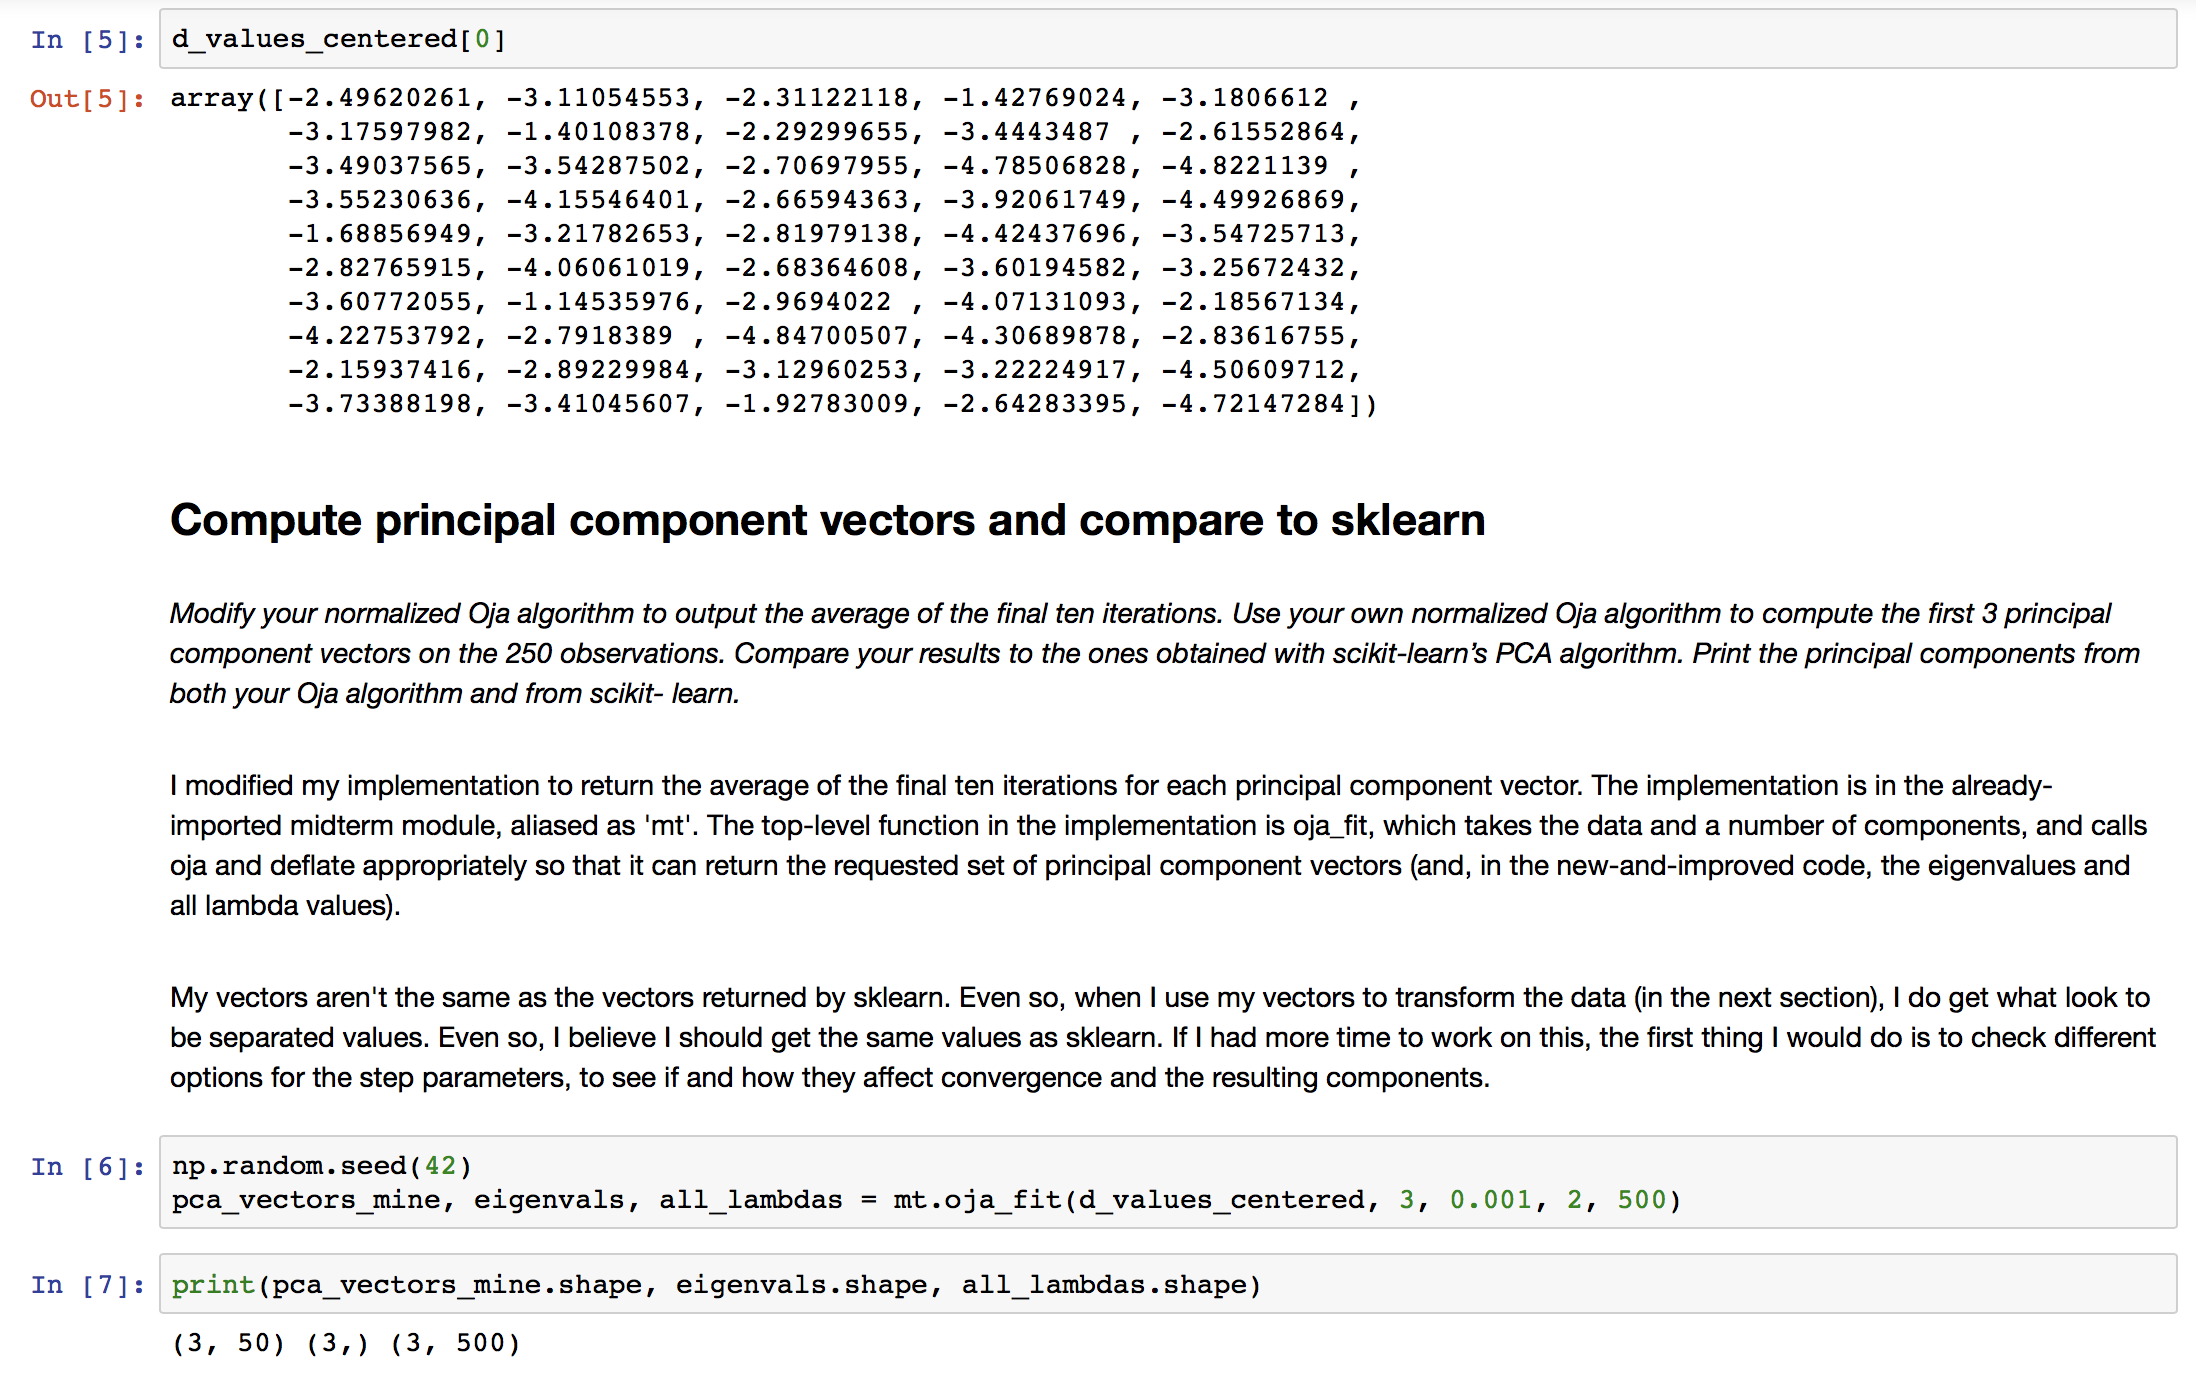 In [5]: d_values_centered[0]
Out[5]: array([-2.49620261, -3.11054553, -2.31122118, -1.42769024, -3.1806612 ,
-3.17597982, -1.40108378, -2.29299655, -3.4443487 , -2.61552864,
-3.49037565, -3.54287502, -2.70697955, -4.78506828, -4.8221139 ,
-3.55230636, -4.15546401, -2.66594363, -3.92061749, -4.49926869,
-1.68856949, -3.21782653, -2.81979138, -4.42437696, -3.54725713,
-2.82765915, -4.06061019, -2.68364608, -3.60194582, -3.25672432,
-3.60772055, -1.14535976, -2.9694022 , -4.07131093, -2.18567134,
-4.22753792, -2.7918389 , -4.84700507, -4.30689878, -2.83616755,
-2.15937416, -2.89229984, -3.12960253, -3.22224917, -4.50609712,
-3.73388198, -3.41045607, -1.92783009, -2.64283395, -4.72147284])
Compute principal component vectors and compare to sklearn
Modify your normalized Oja algorithm to output the average of the final ten iterations. Use your own normalized Oja algorithm to compute the first 3 principal
component vectors on the 250 observations. Compare your results to the ones obtained with scikit-learn’s PCA algorithm. Print the principal components from
both your Oja algorithm and from scikit- learn.
I modified my implementation to return the average of the final ten iterations for each principal component vector. The implementation is in the already-
imported midterm module, aliased as 'mt'. The top-level function in the implementation is oja_fit, which takes the data and a number of components, and calls
oja and deflate appropriately so that it can return the requested set of principal component vectors (and, in the new-and-improved code, the eigenvalues and
all lambda values).
My vectors aren't the same as the vectors returned by sklearn. Even so, when I use my vectors to transform the data (in the next section), I do get what look to
be separated values. Even so, I believe I should get the same values as sklearn. If I had more time to work on this, the first thing I would do is to check different
options for the step parameters, to see if and how they affect convergence and the resulting components.
In [6]: np.random.seed(42)
pca_vectors_mine, eigenvals, all_lambdas = mt.oja_fit(d_values_centered, 3, 0.001, 2, 500)
In [7]: print(pca_vectors_mine.shape, eigenvals.shape, all_lambdas.shape)
(3, 50) (3,) (3, 500)